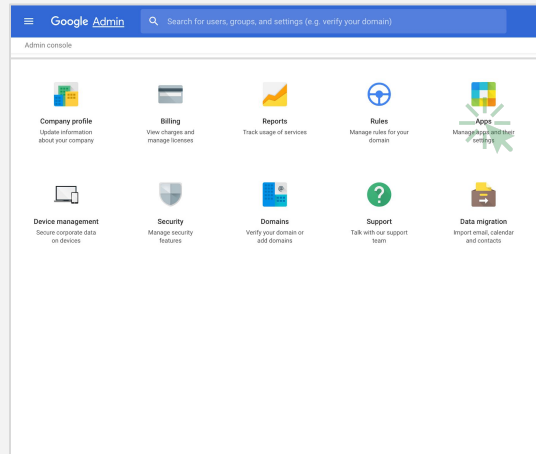 Google Admin
Search for users, groups, and settings (e.g. verify your domain)
Admin console
Company profile
Update information
about your company
Billing
View charges and
manage licenses
Reports
Track usage of services
Rules
Manage rules for your
domain
Apps
Manage apps and their
settings
Device management
Secure corporate data
on devices
Security
Manage security
features
Domains
Verify your domain or
add domains
Support
Talk with our support
team
Data migration
Import email, calendar
and contacts